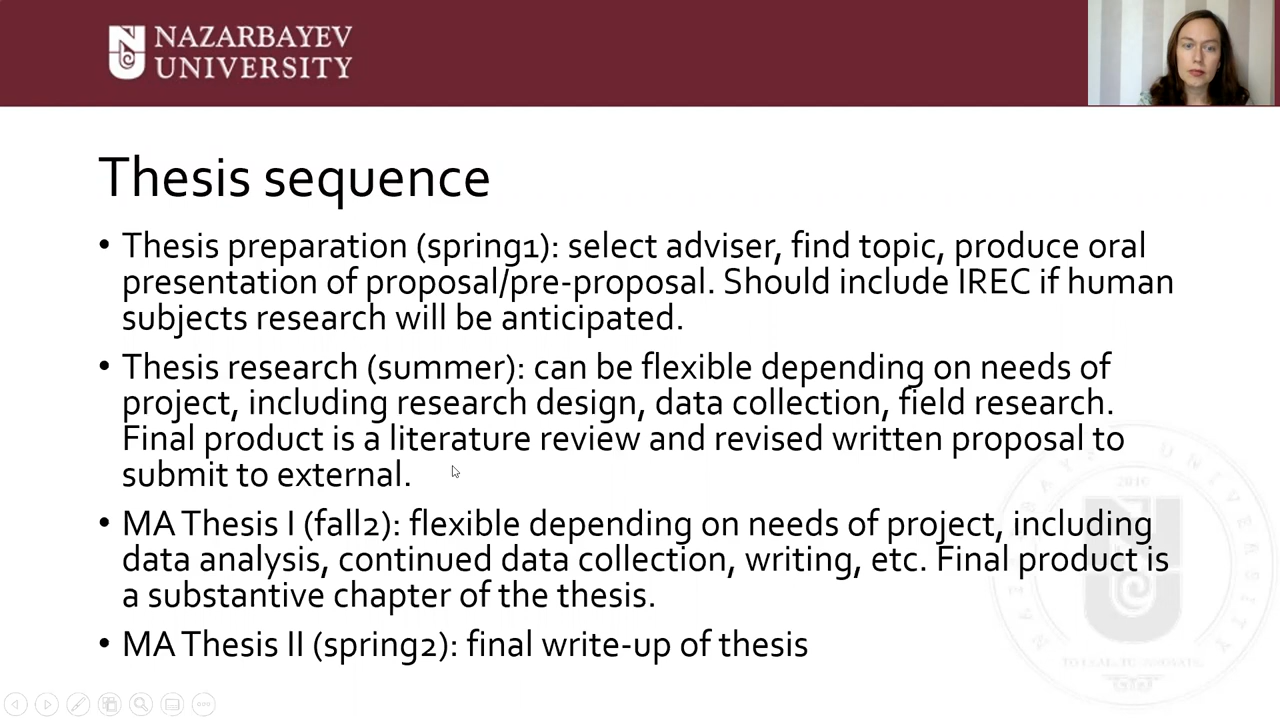 NAZARBAYEV
UNIVERSITY
Thesis sequence
• Thesis preparation (spring1): select adviser, find topic, produce oral
presentation of proposal/pre-proposal. Should include IREC if human
subjects research will be anticipated.
• Thesis research (summer): can be flexible depending on needs of
project, including research design, data collection, field research.
Final product is a literature review and revised written proposal to
submit to external.
• MA Thesis I (fall2): flexible depending on needs of project, including
data analysis, continued data collection, writing, etc. Final product is
a substantive chapter of the thesis.
• MA Thesis II (spring2): final write-up of thesis
NAZARBAYEV UNIVERSITY
2010